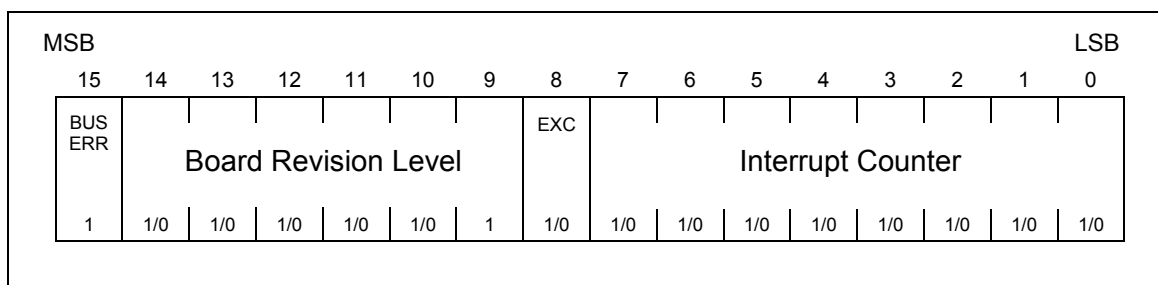 MSB LSB
15 14 13 12 11 10 9 8 7 6 5 4 3 2 1 0
BUS ERR Board Revision Level EXC Interrupt Counter
1 1/0 1/0 1/0 1/0 1/0 1 1/0 1/0 1/0 1/0 1/0 1/0 1/0 1/0 1/0